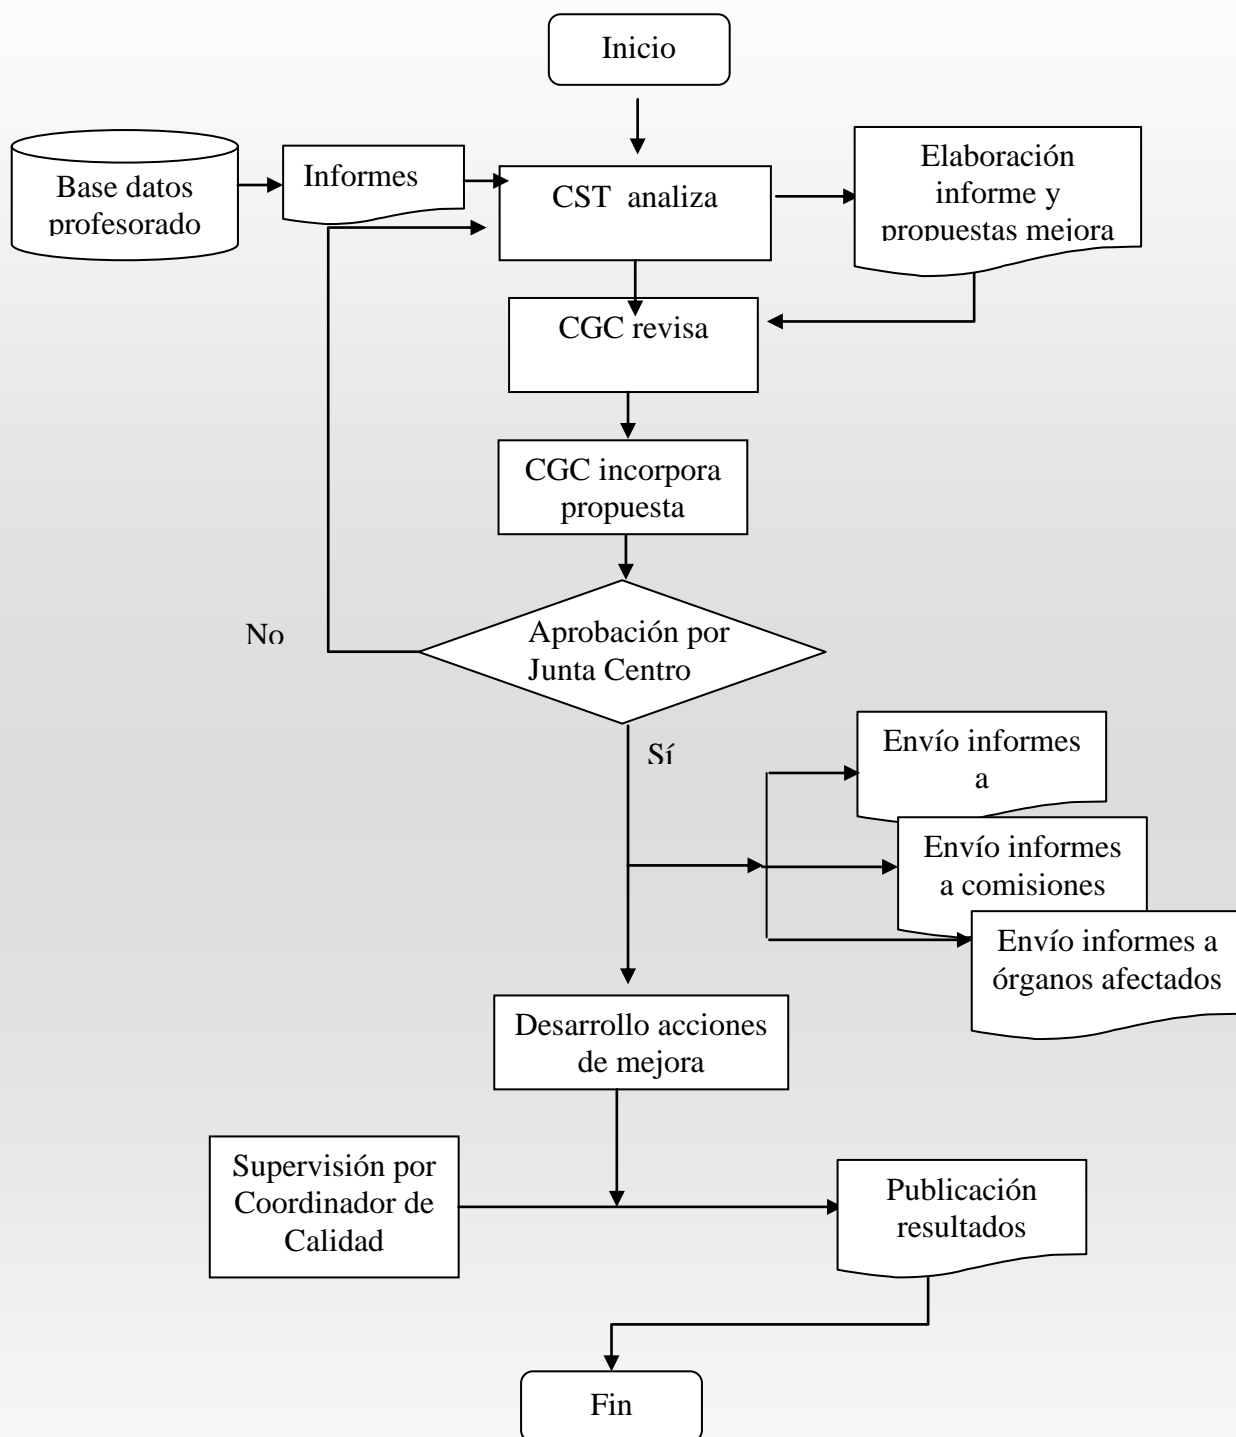 Inicio
Base datos
profesorado
Informes
CST analiza
Elaboración
informe y
propuestas mejora
CGC revisa
CGC incorpora
propuesta
No
Aprobación por
Junta Centro
Sí
Envío informes
a
Envío informes
a comisiones
Envío informes a
órganos afectados
Desarrollo acciones
de mejora
Supervisión por
Coordinador de
Calidad
Publicación
resultados
Fin